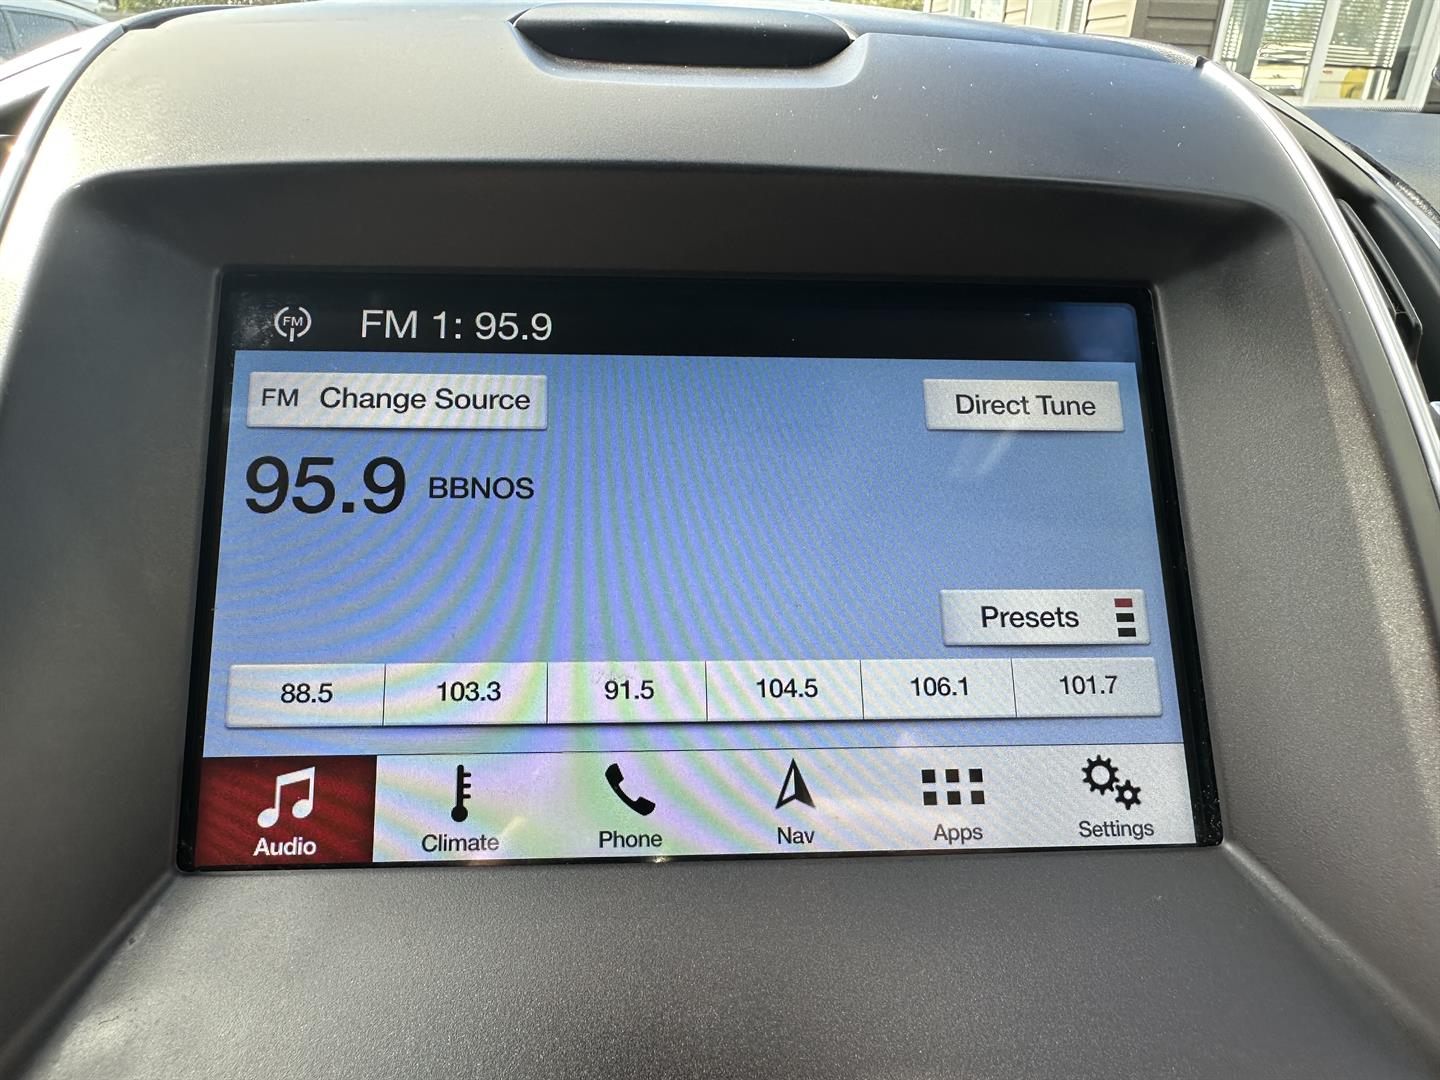 FM FM 1: 95.9
FM Change Source Direct Tune
95.9 BBNOS
Presets
88.5 103.3 91.5 104.5 106.1 101.7
Audio Climate Phone Nav Apps Settings